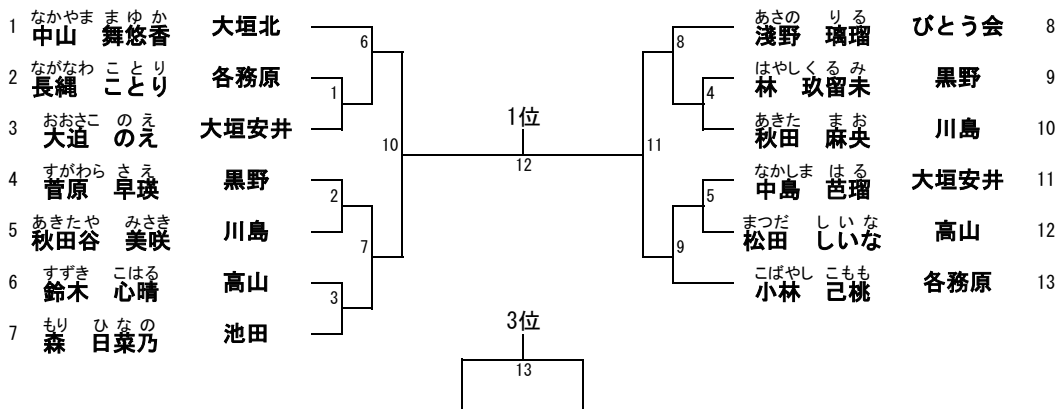 1 なかやま まゆか 中山 舞悠香 大垣北
2 ながなわ ことり 長縄 ことり 各務原
3 おおさこ のえ 大迫 のえ 大垣安井
4 すがわら さえ 菅原 早瑛 黒野
5 あきたや みさき 秋田谷 美咲 川島
6 すずき こはる 鈴木 心晴 高山
7 もり ひなの 森 日菜乃 池田
6
1
10
2
7
3
1位
12
3位
13
8
4
11
5
9
あさの りる 淺野 璃瑠 びとう会 8
はやし くるみ 林 玖留未 黒野 9
あきた まお 秋田 麻央 川島 10
なかしま はる 中島 芭瑠 大垣安井 11
まつだ しいな 松田 しいな 高山 12
こばやし こもも 小林 己桃 各務原 13